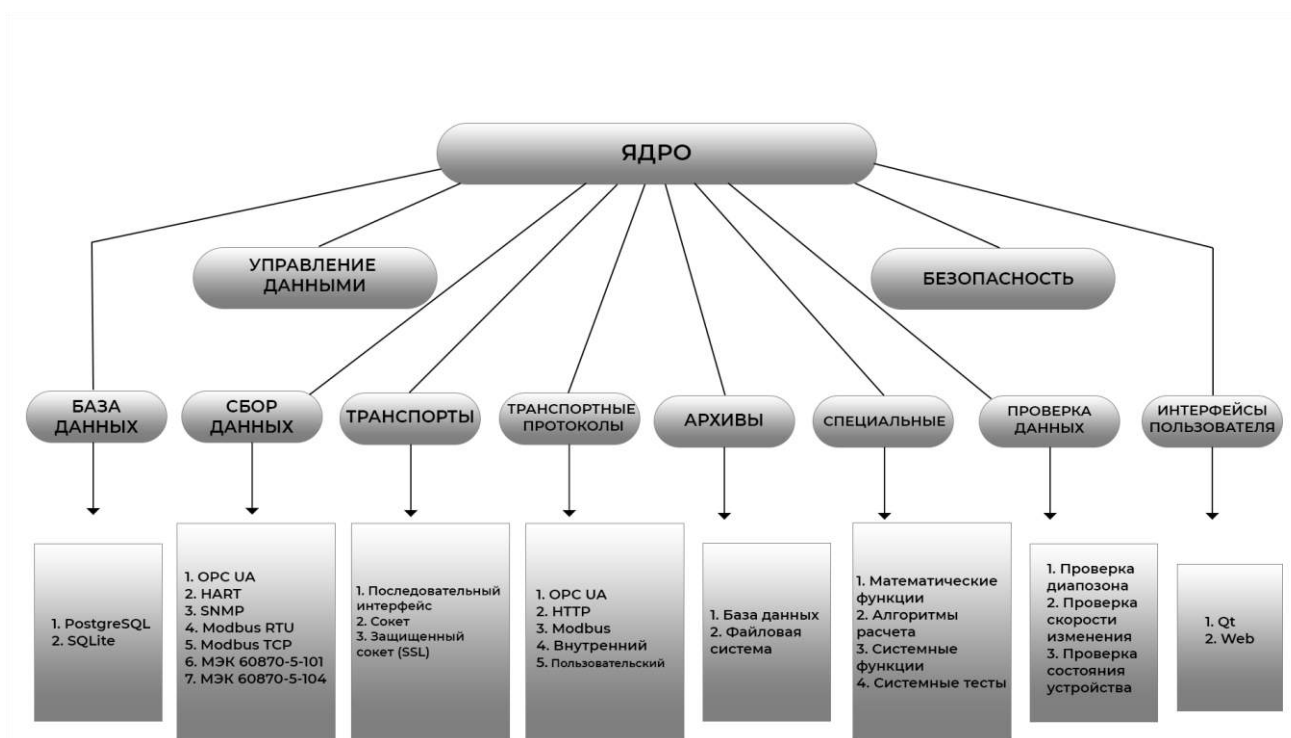 ЯДРО
УПРАВЛЕНИЕ
ДАННЫМИ
БЕЗОПАСНОСТЬ
БАЗА
ДАННЫХ
СБОР
ДАННЫХ
ТРАНСПОРТЫ
ТРАНСПОРТНЫЕ
ПРОТОКОЛЫ
АРХИВЫ
СПЕЦИАЛЬНЫЕ
ПРОВЕРКА
ДАННЫХ
ИНТЕРФЕЙСЫ
ПОЛЬЗОВАТЕЛЯ
1. PostgreSQL
2. SQLite
1. OPC UA
2. HART
3. SNMP
4. Modbus RTU
5. Modbus TCP
6. МЭК 60870-5-101
7. МЭК 60870-5-104
1. Последовательный
интерфейс
2. Сокет
3. Защищенный
сокет (SSL)
1. OPC UA
2. HTTP
3. Modbus
4. Внутренний
5. Пользовательский
1. База данных
2. Файловая
система
1. Математические
функции
2. Алгоритмы
расчета
3. Системные
функции
4. Системные тесты
1. Проверка
диапозона
2. Проверка
скорости
изменения
3. Проверка
состояния
устройства
1. Qt
2. Web